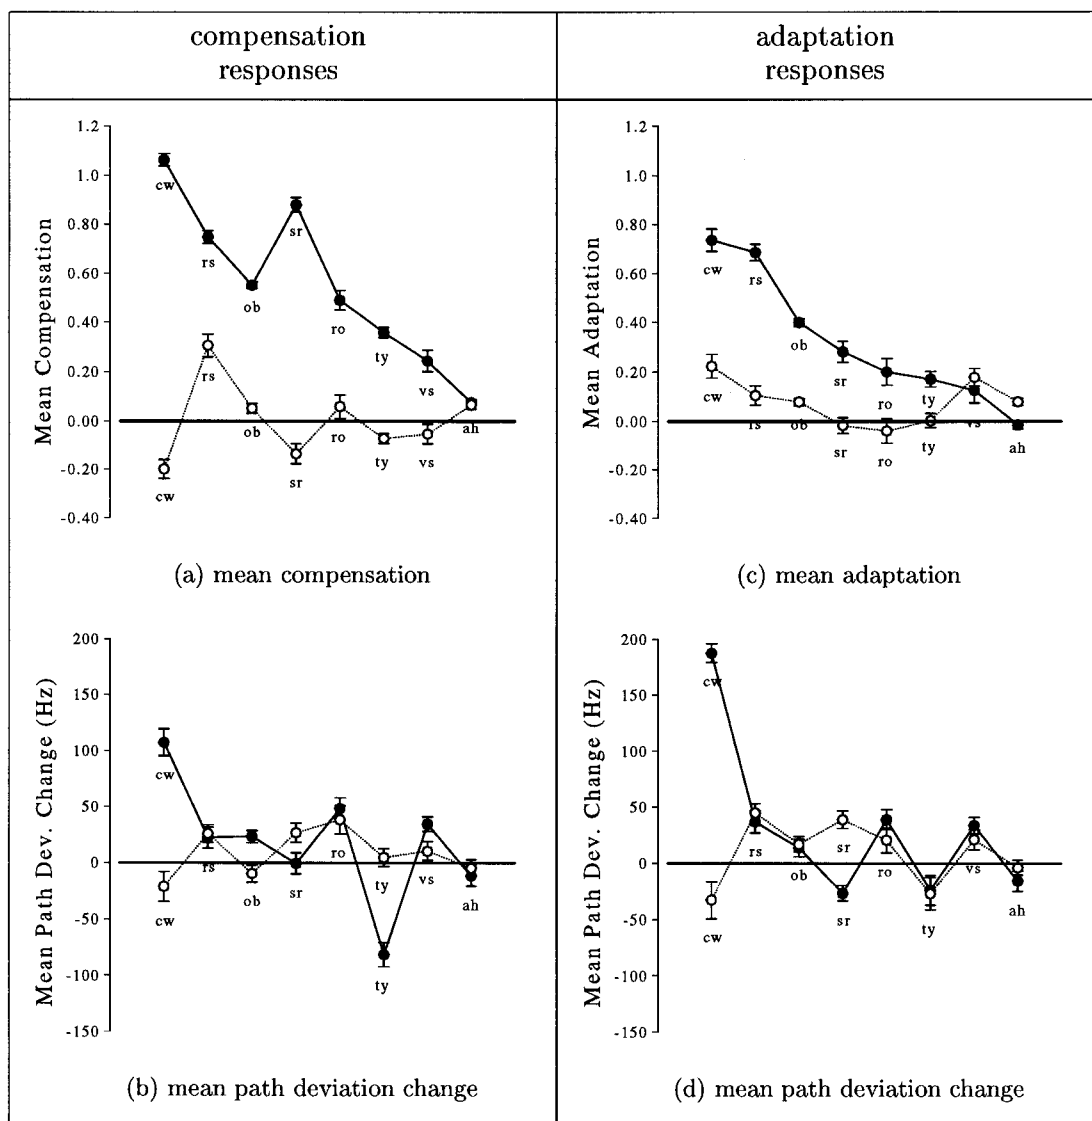 compensation
responses
adaptation
responses
Mean Compensation
1.2
1.0
0.80
0.60
0.40
0.20
0.00
-0.20
-0.40
cw
rs
ob
sr
ro
ty
vs
ah
cw
rs
ob
sr
ro
ty
vs
(a) mean compensation
Mean Adaptation
1.2
1.0
0.80
0.60
0.40
0.20
0.00
-0.20
-0.40
cw
rs
ob
sr
ro
ty
vs
ah
cw
rs
ob
sr
ro
ty
(c) mean adaptation
Mean Path Dev. Change (Hz)
200
150
100
50
0
-50
-100
-150
cw
rs
ob
sr
ro
ty
vs
ah
cw
ty
(b) mean path deviation change
Mean Path Dev. Change (Hz)
200
150
100
50
0
-50
-100
-150
cw
rs
ob
sr
ro
ty
vs
ah
cw
sr
(d) mean path deviation change